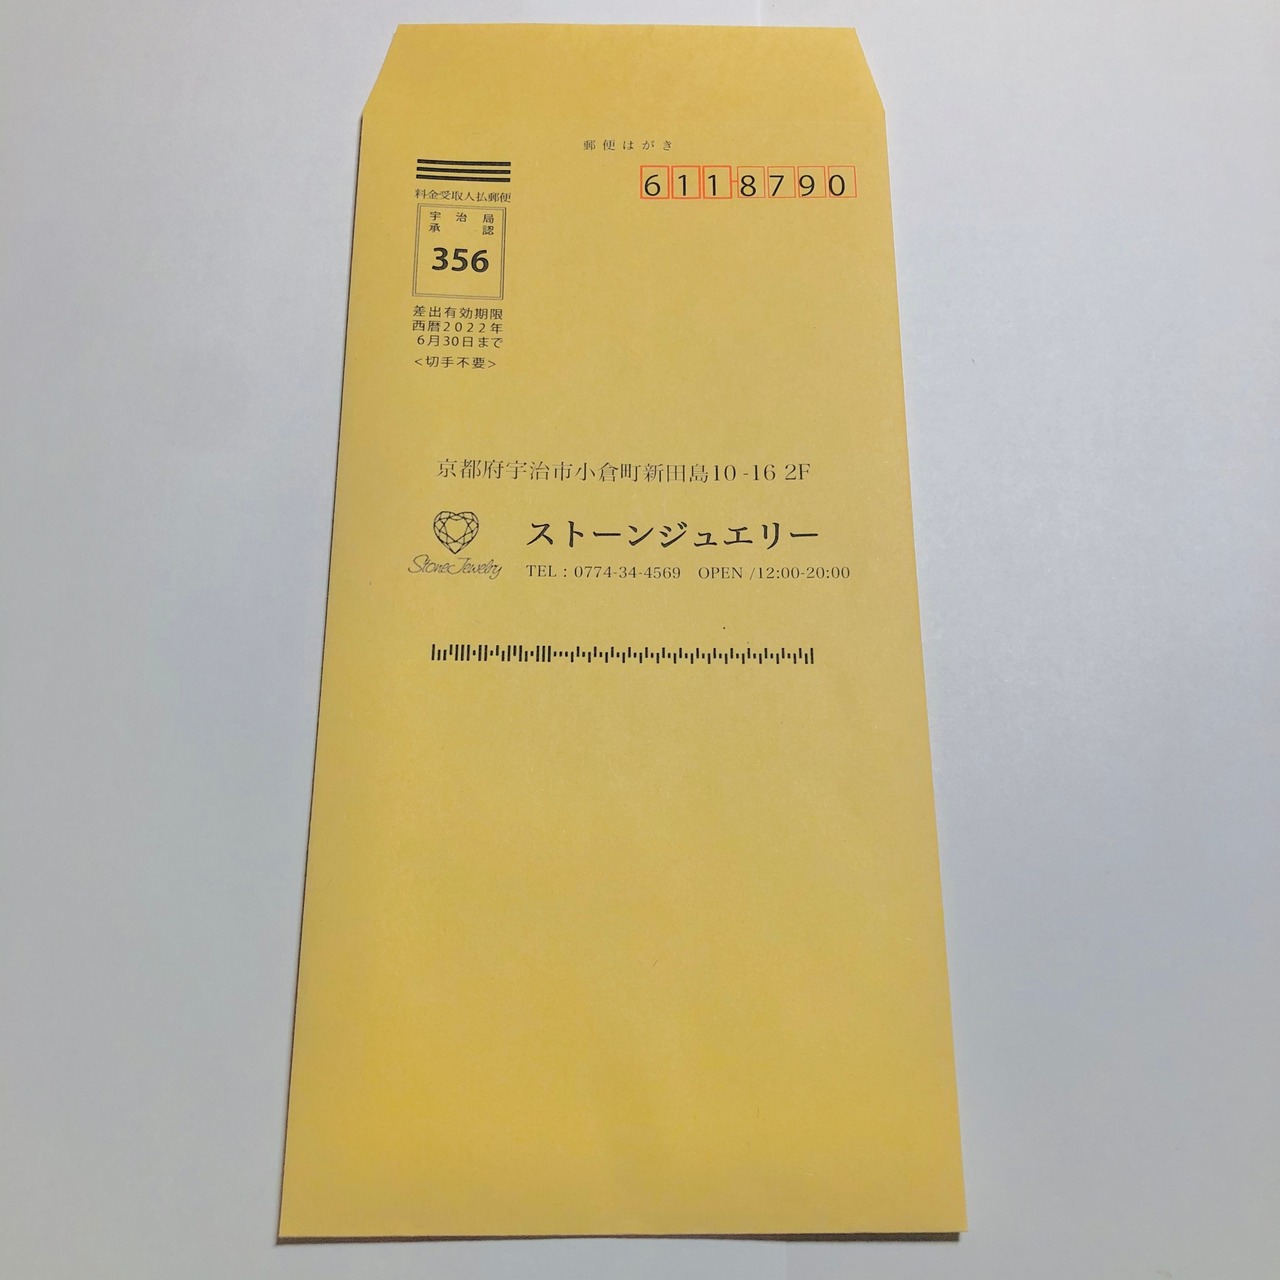 郵便はがき
6118790
料金受取人払郵便
宇治局
承認
356
差出有効期限
西暦2022年
6月30日まで
<切手不要>
京都府宇治市小倉町新田島10-16 2F
ストーンジュエリー
Stone Jewelry
TEL : 0774-34-4569 OPEN /12:00-20:00